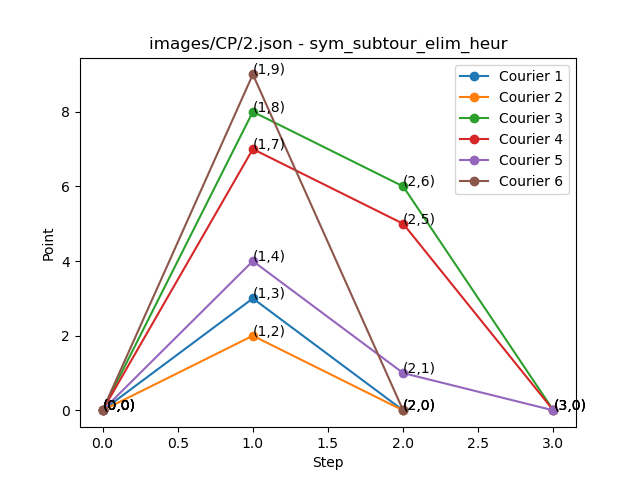 images/CP/2.json - sym_subtour_elim_heur
Courier 1
Courier 2
Courier 3
Courier 4
Courier 5
Courier 6
(1,9)
(1,8)
(1,7)
(2,6)
(2,5)
(1,4)
(1,3)
(1,2)
(2,1)
(0,0)
(2,0)
(3,0)
Point
8
6
4
2
0
0.0 0.5 1.0 1.5 2.0 2.5 3.0
Step